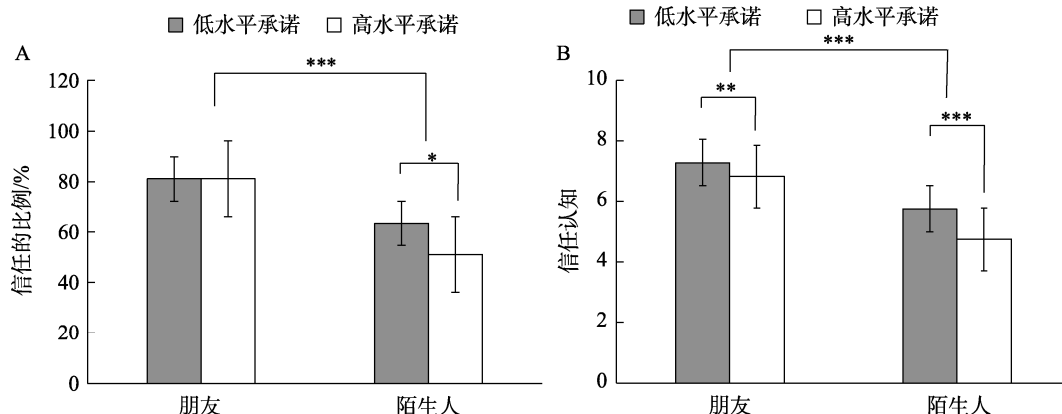 低水平承诺 高水平承诺
A
***
*
120
100
80
60
40
20
0
信任的比例/%
朋友 陌生人
低水平承诺 高水平承诺
B
***
**
***
10
8
6
4
2
0
信任认知
朋友 陌生人